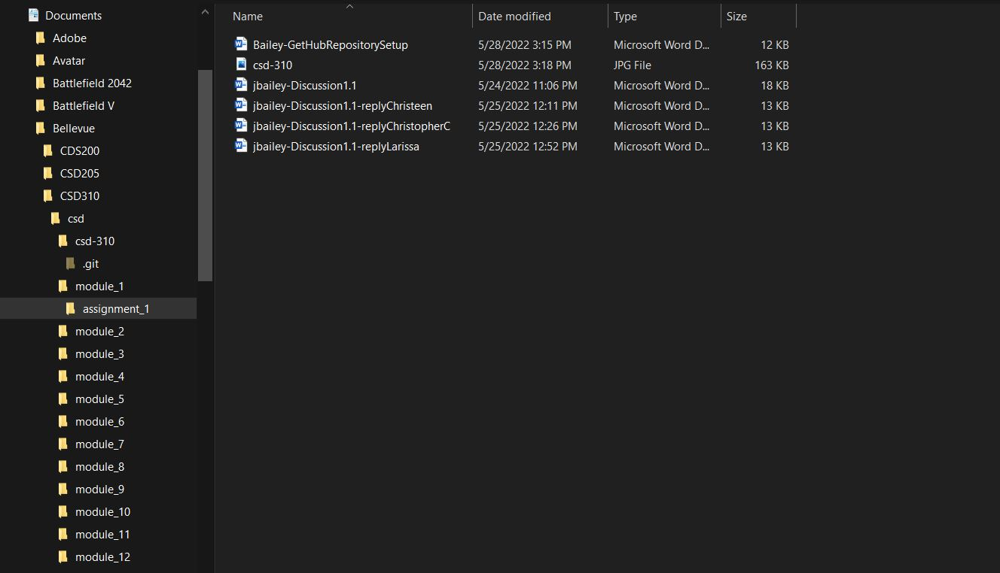 Documents
Adobe
Avatar
Battlefield 2042
Battlefield V
Bellevue
CDS200
CSD205
CSD310
csd
csd-310
.git
module_1
assignment_1
module_2
module_3
module_4
module_5
module_6
module_7
module_8
module_9
module_10
module_11
module_12
Name Date modified Type Size
Bailey-GetHubRepositorySetup 5/28/2022 3:15 PM Microsoft Word D... 12 KB
csd-310 5/28/2022 3:18 PM JPG File 163 KB
jbailey-Discussion1.1 5/24/2022 11:06 PM Microsoft Word D... 18 KB
jbailey-Discussion1.1-replyChristeen 5/25/2022 12:11 PM Microsoft Word D... 13 KB
jbailey-Discussion1.1-replyChristopherC 5/25/2022 12:26 PM Microsoft Word D... 13 KB
jbailey-Discussion1.1-replyLarissa 5/25/2022 12:52 PM Microsoft Word D... 13 KB